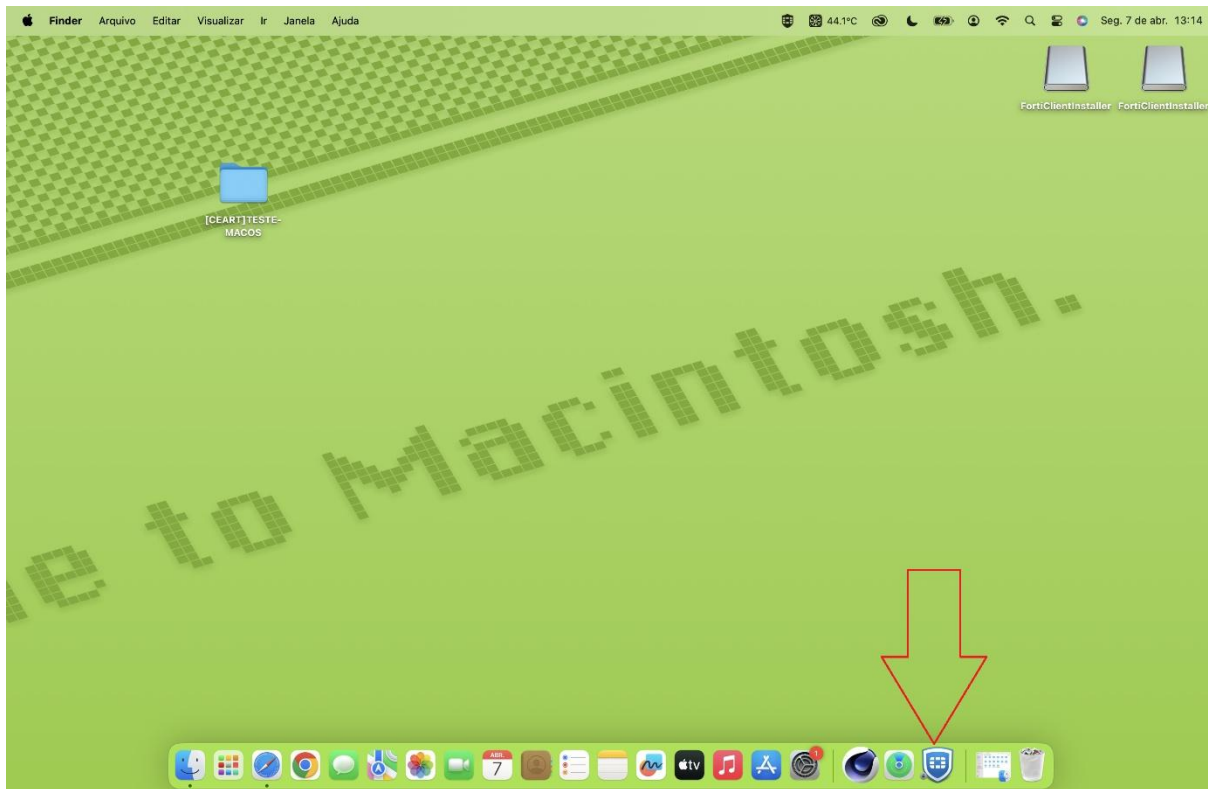 Finder Arquivo Editar Visualizar Ir Janela Ajuda 44.1°C Seg. 7 de abr. 13:14
FortiClientInstaller FortiClientInstaller
[CEART]TESTE-
MACOS
e to Macintosh.
ABR.
7
tv
1